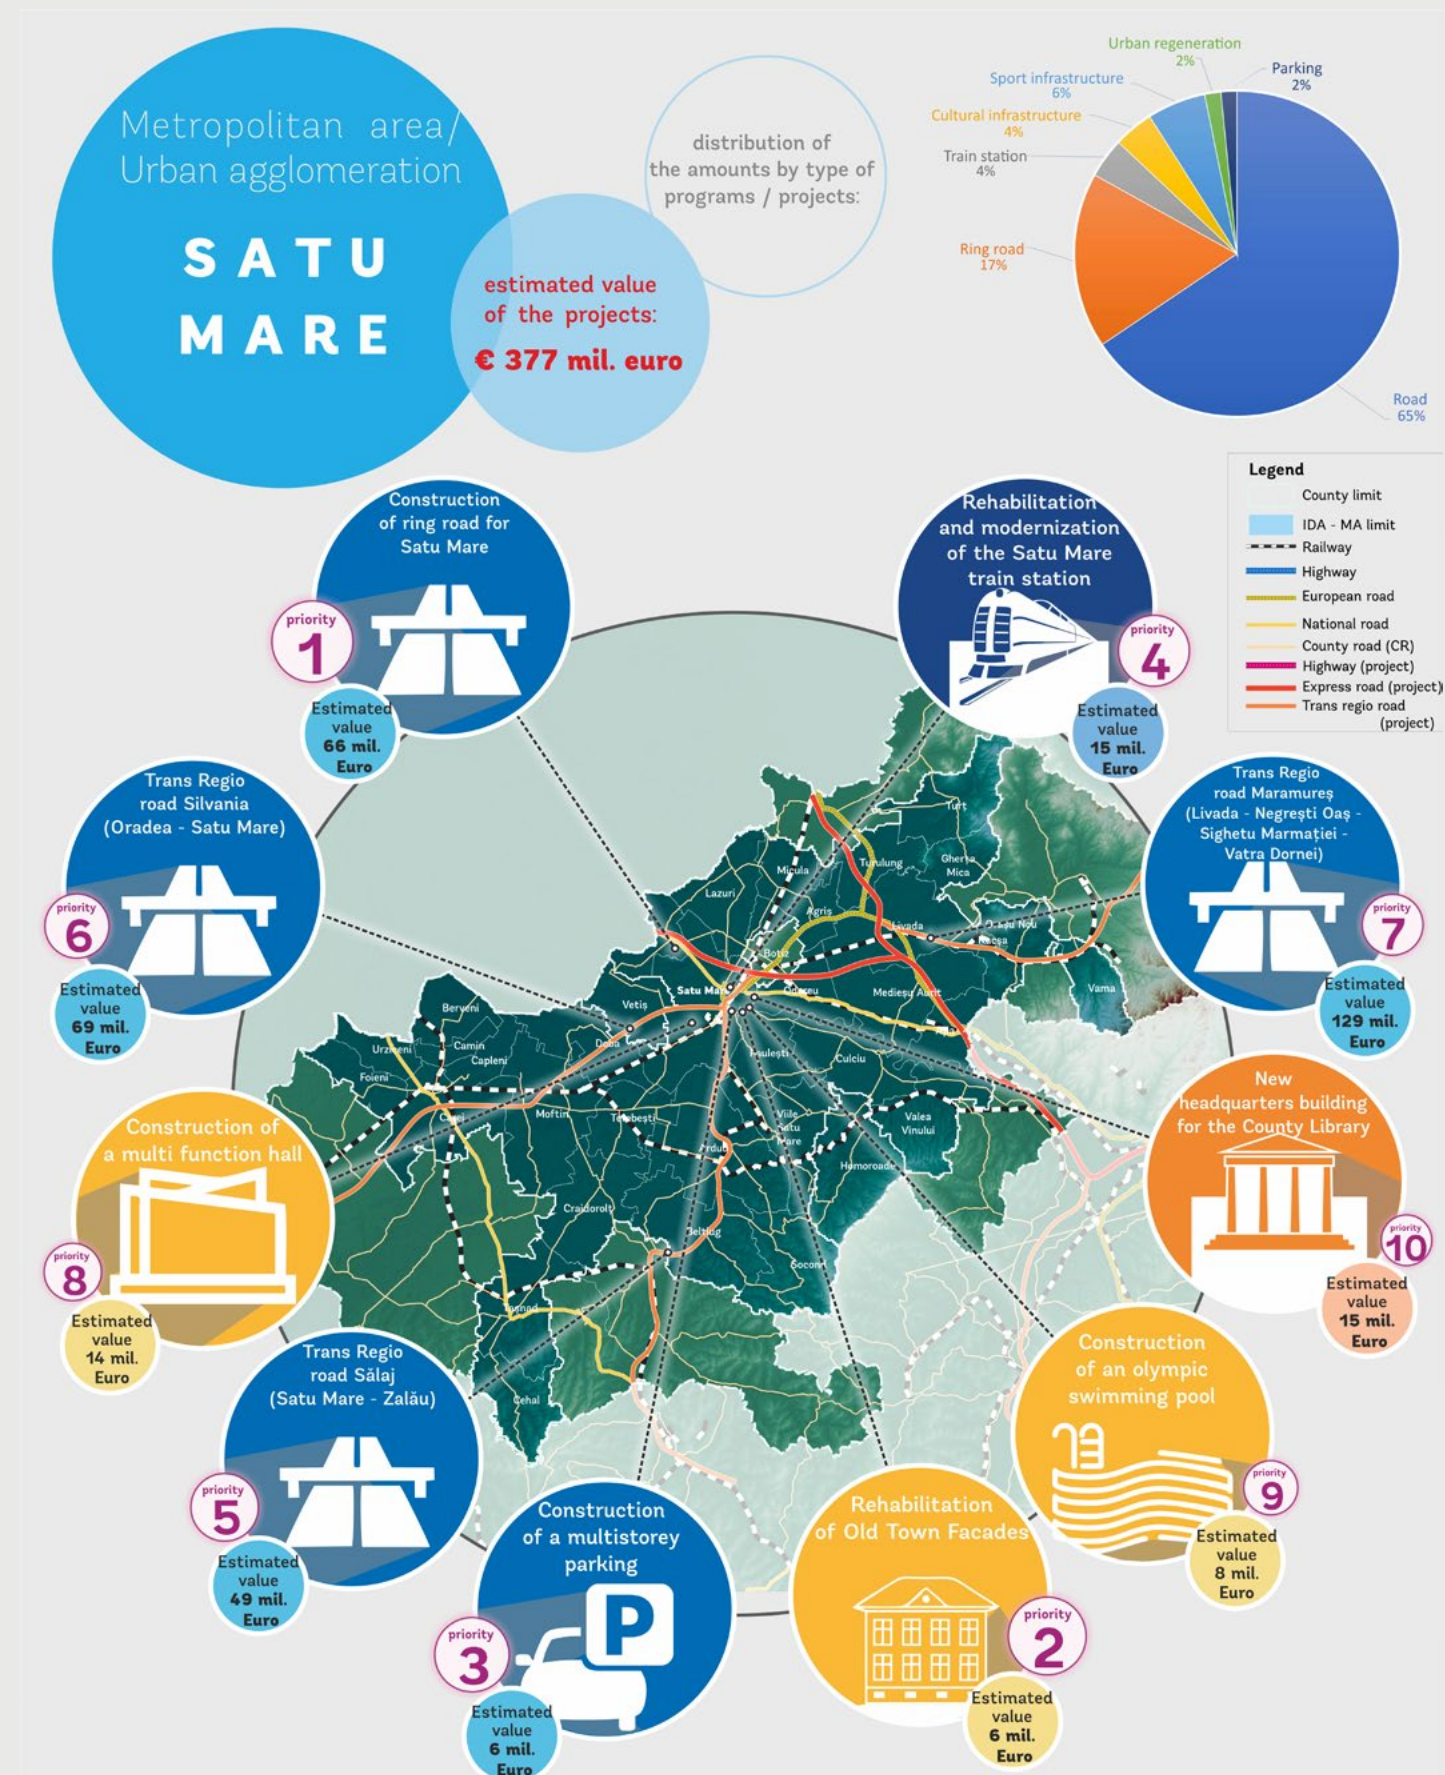 Metropolitan area/
Urban agglomeration
SATU
MARE
estimated value
of the projects:
€ 377 mil. euro
distribution of
the amounts by type of
programs / projects:
Urban regeneration
2%
Parking
2%
Sport infrastructure
6%
Cultural infrastructure
4%
Train station
4%
Ring road
17%
Road
65%
Legend
County limit
IDA - MA limit
Railway
Highway
European road
National road
County road (CR)
Highway (project)
Express road (project)
Trans regio road
(project)
Construction
of ring road for
Satu Mare
priority
1
Estimated
value
66 mil.
Euro
Rehabilitation
and modernization
of the Satu Mare
train station
priority
4
Estimated
value
15 mil.
Euro
Trans Regio
road Silvania
(Oradea - Satu Mare)
priority
6
Estimated
value
69 mil.
Euro
Trans Regio
road Maramureș
(Livada - Negrești Oaș -
Sighetu Marmației -
Vatra Dornei)
priority
7
Estimated
value
129 mil.
Euro
Turț
Turulung
Gherța
Mica
Micula
Lazuri
Agriș
Livada
Botiz
Satu Mare
Odoreu
Mediesu Aurit
Vama
Berveni
Vetiș
Camin
Capleni
Urziceni
Foieni
Doba
Culciu
Moftin
Viile
Satu
Mare
Valea
Vinului
Homoroade
Craidorolt
Beltiug
Socond
Tasnad
Cehal
Construction of
a multi function hall
priority
8
Estimated
value
14 mil.
Euro
New
headquarters building
for the County Library
priority
10
Estimated
value
15 mil.
Euro
Trans Regio
road Sălaj
(Satu Mare - Zalău)
priority
5
Estimated
value
49 mil.
Euro
Construction
of an olympic
swimming pool
priority
9
Estimated
value
8 mil.
Euro
Construction
of a multistorey
parking
priority
3
Estimated
value
6 mil.
Euro
Rehabilitation
of Old Town Facades
priority
2
Estimated
value
6 mil.
Euro